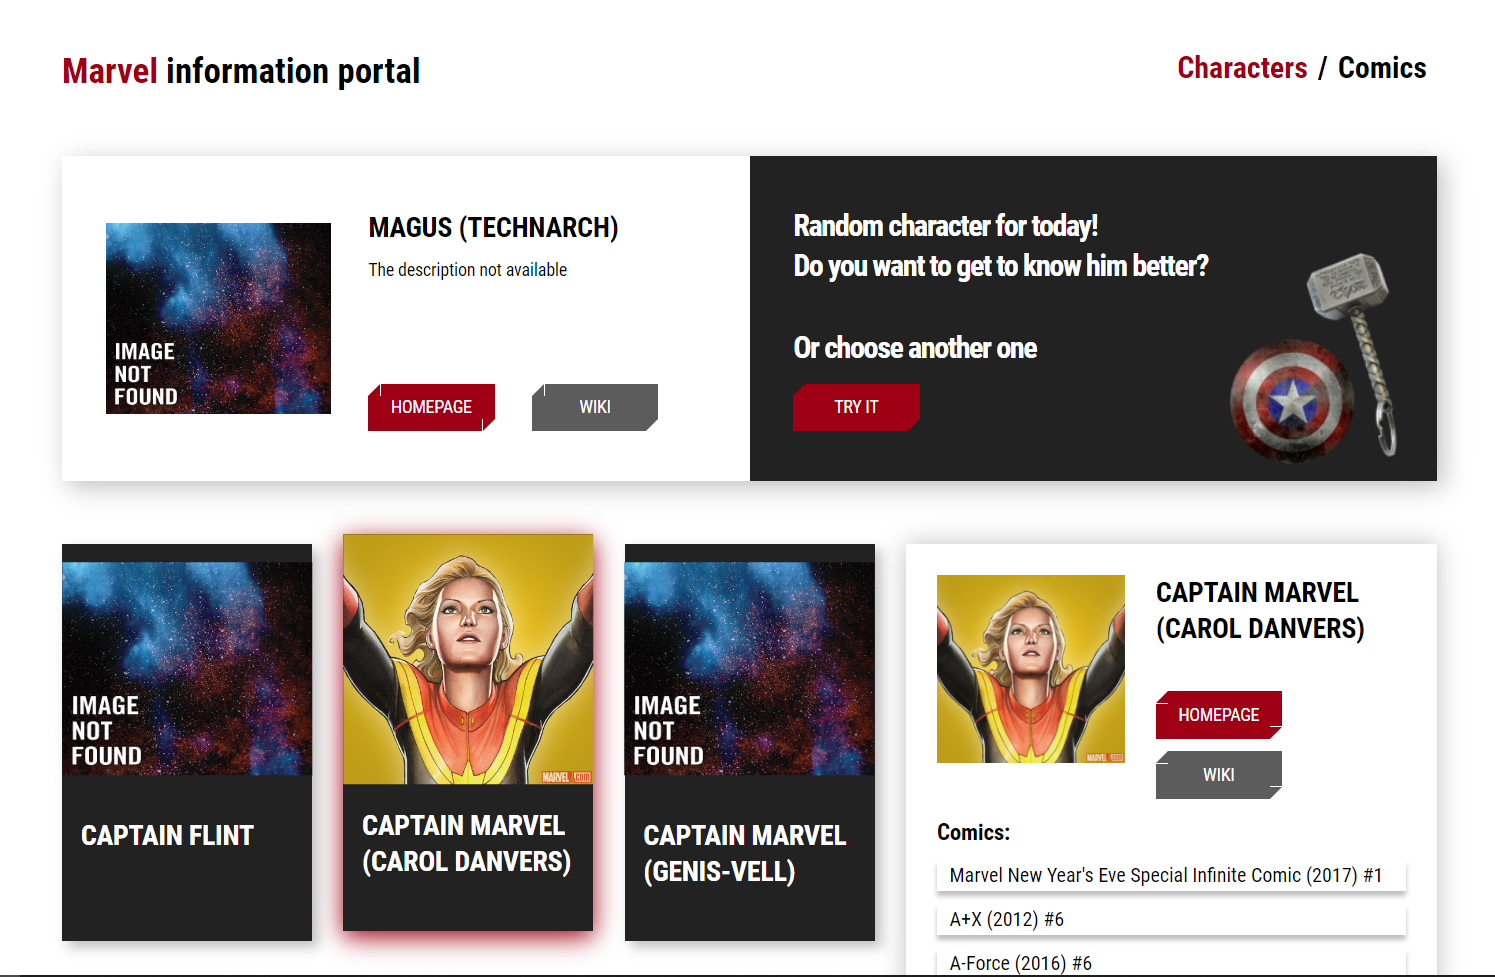 Marvel information portal
Characters / Comics
IMAGE
NOT
FOUND
MAGUS (TECHNARCH)
The description not available
HOMEPAGE
WIKI
Random character for today!
Do you want to get to know him better?
Or choose another one
TRY IT
IMAGE
NOT
FOUND
CAPTAIN FLINT
MARVEL.COM
CAPTAIN MARVEL
(CAROL DANVERS)
IMAGE
NOT
FOUND
CAPTAIN MARVEL
(GENIS-VELL)
CAPTAIN MARVEL
(CAROL DANVERS)
HOMEPAGE
WIKI
Comics:
Marvel New Year's Eve Special Infinite Comic (2017) #1
A+X (2012) #6
A-Force (2016) #6